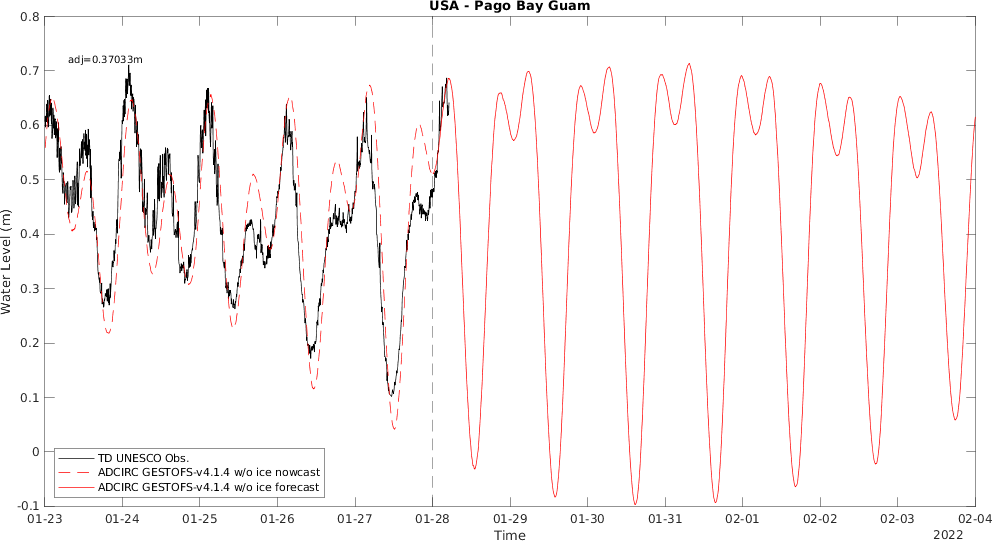 USA - Pago Bay Guam
adj=0.37033m
Water Level (m)
0.8
0.7
0.6
0.5
0.4
0.3
0.2
0.1
0
-0.1
TD UNESCO Obs.
ADCIRC GESTOFS-v4.1.4 w/o ice nowcast
ADCIRC GESTOFS-v4.1.4 w/o ice forecast
01-23 01-24 01-25 01-26 01-27 01-28 01-29 01-30 01-31 02-01 02-02 02-03 02-04
Time
2022